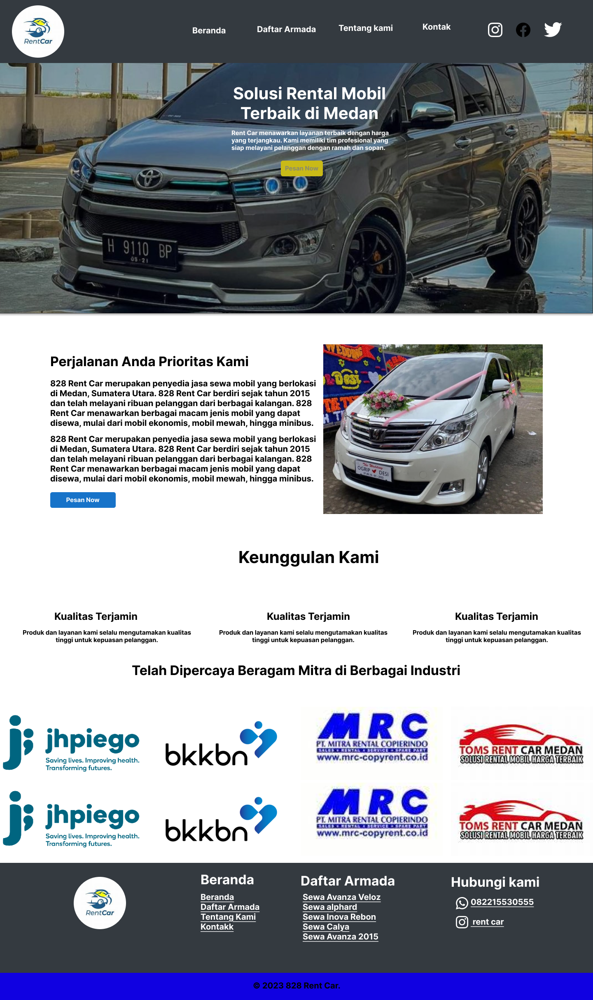 RentCar
Beranda
Daftar Armada
Tentang kami
Kontak
Solusi Rental Mobil
Terbaik di Medan
Rent Car menawarkan layanan terbaik dengan harga
yang terjangkau. Kami memiliki tim profesional yang
siap melayani pelanggan dengan ramah dan sopan.
Pesan Now
H 9110 BP
05·21
Perjalanan Anda Prioritas Kami
828 Rent Car merupakan penyedia jasa sewa mobil yang berlokasi
di Medan, Sumatera Utara. 828 Rent Car berdiri sejak tahun 2015
dan telah melayani ribuan pelanggan dari berbagai kalangan. 828
Rent Car menawarkan berbagai macam jenis mobil yang dapat
disewa, mulai dari mobil ekonomis, mobil mewah, hingga minibus.
828 Rent Car merupakan penyedia jasa sewa mobil yang berlokasi
di Medan, Sumatera Utara. 828 Rent Car berdiri sejak tahun 2015
dan telah melayani ribuan pelanggan dari berbagai kalangan. 828
Rent Car menawarkan berbagai macam jenis mobil yang dapat
disewa, mulai dari mobil ekonomis, mobil mewah, hingga minibus.
Pesan Now
WEDDING
Desi
The Wedding
OGRIP DESI
Keunggulan Kami
Kualitas Terjamin
Produk dan layanan kami selalu mengutamakan kualitas
tinggi untuk kepuasan pelanggan.
Kualitas Terjamin
Produk dan layanan kami selalu mengutamakan kualitas
tinggi untuk kepuasan pelanggan.
Kualitas Terjamin
Produk dan layanan kami selalu mengutamakan kualitas
tinggi untuk kepuasan pelanggan.
Telah Dipercaya Beragam Mitra di Berbagai Industri
jhpiego
Saving lives. Improving health.
Transforming futures.
bkkbn
MRC
PT. MITRA RENTAL COPIERINDO
SALES + RENTAL + SERVICE + SPARE PART
www.mrc-copyrent.co.id
TOMS RENT CAR MEDAN
SOLUSI RENTAL MOBIL HARGA TERBAIK
jhpiego
Saving lives. Improving health.
Transforming futures.
bkkbn
MRC
PT. MITRA RENTAL COPIERINDO
SALES + RENTAL + SERVICE + SPARE PART
www.mrc-copyrent.co.id
TOMS RENT CAR MEDAN
SOLUSI RENTAL MOBIL HARGA TERBAIK
RentCar
Beranda
Beranda
Daftar Armada
Tentang Kami
Kontakk
Daftar Armada
Sewa Avanza Veloz
Sewa alphard
Sewa Inova Rebon
Sewa Calya
Sewa Avanza 2015
Hubungi kami
082215530555
rent car
© 2023 828 Rent Car.